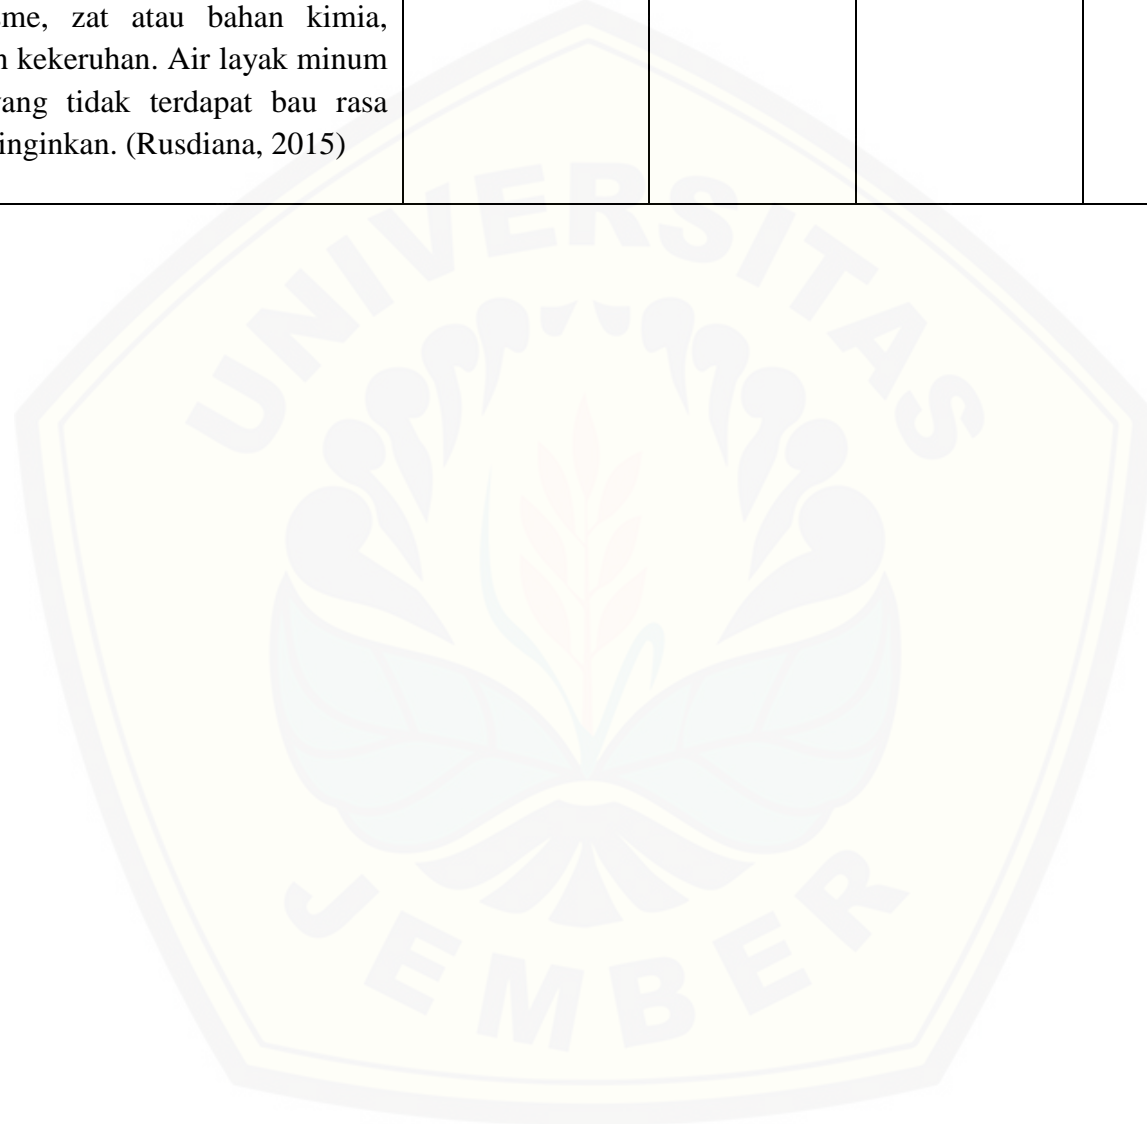 me, zat atau bahan kimia,
n kekeruhan. Air layak minum
yang tidak terdapat bau rasa
inginkan. (Rusdiana, 2015)
UNIVERSITAS
JEMBER